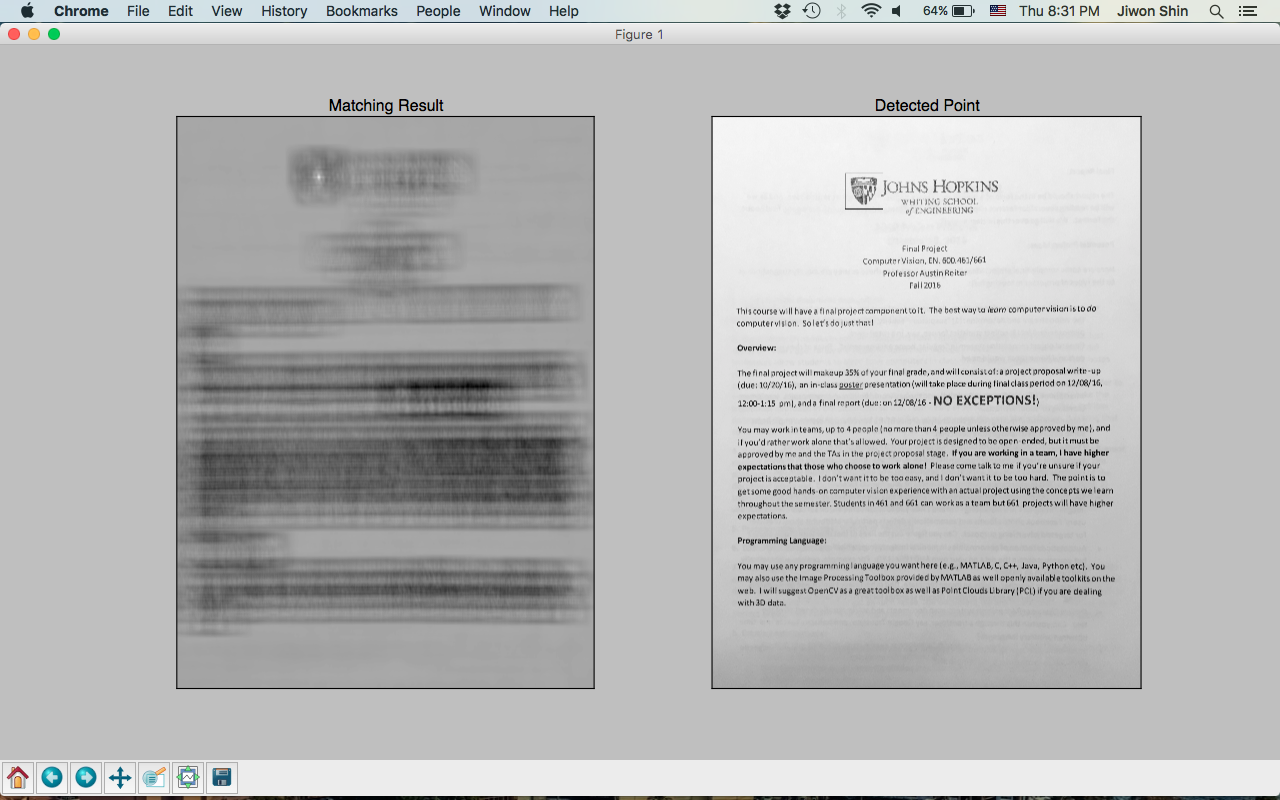 Chrome File Edit View History Bookmarks People Window Help 64% Thu 8:31 PM Jiwon Shin
Figure 1
Matching Result
Detected Point
JOHNS HOPKINS
WHITING SCHOOL
of ENGINEERING
Final Project
Computer Vision, EN. 600.461/661
Professor Austin Reiter
Fall 2016
This course will have a final project component to it. The best way to learn computer vision is to do
computer vision. So let's do just that!
Overview:
The final project will makeup 35% of your final grade, and will consist of: a project proposal write-up
(due: 10/20/16), an in-class poster presentation (will take place during final class period on 12/08/16,
12:00-1:15 pm), and a final report (due: on 12/08/16 - NO EXCEPTIONS!)
You may work in teams, up to 4 people (no more than 4 people unless otherwise approved by me), and
if you'd rather work alone that's allowed. Your project is designed to be open-ended, but it must be
approved by me and the TAs in the project proposal stage. If you are working in a team, I have higher
expectations that those who choose to work alone! Please come talk to me if you're unsure if your
project is acceptable. I don't want it to be too easy, and I don't want it to be too hard. The point is to
get some good hands-on computer vision experience with an actual project using the concepts we learn
throughout the semester. Students in 461 and 661 can work as a team but 661 projects will have higher
expectations.
Programming Language:
You may use any programming language you want here (e.g., MATLAB, C, C++, Java, Python etc). You
may also use the Image Processing Toolbox provided by MATLAB as well openly available toolkits on the
web. I will suggest OpenCV as a great toolbox as well as Point Clouds Library (PCL) if you are dealing
with 3D data.